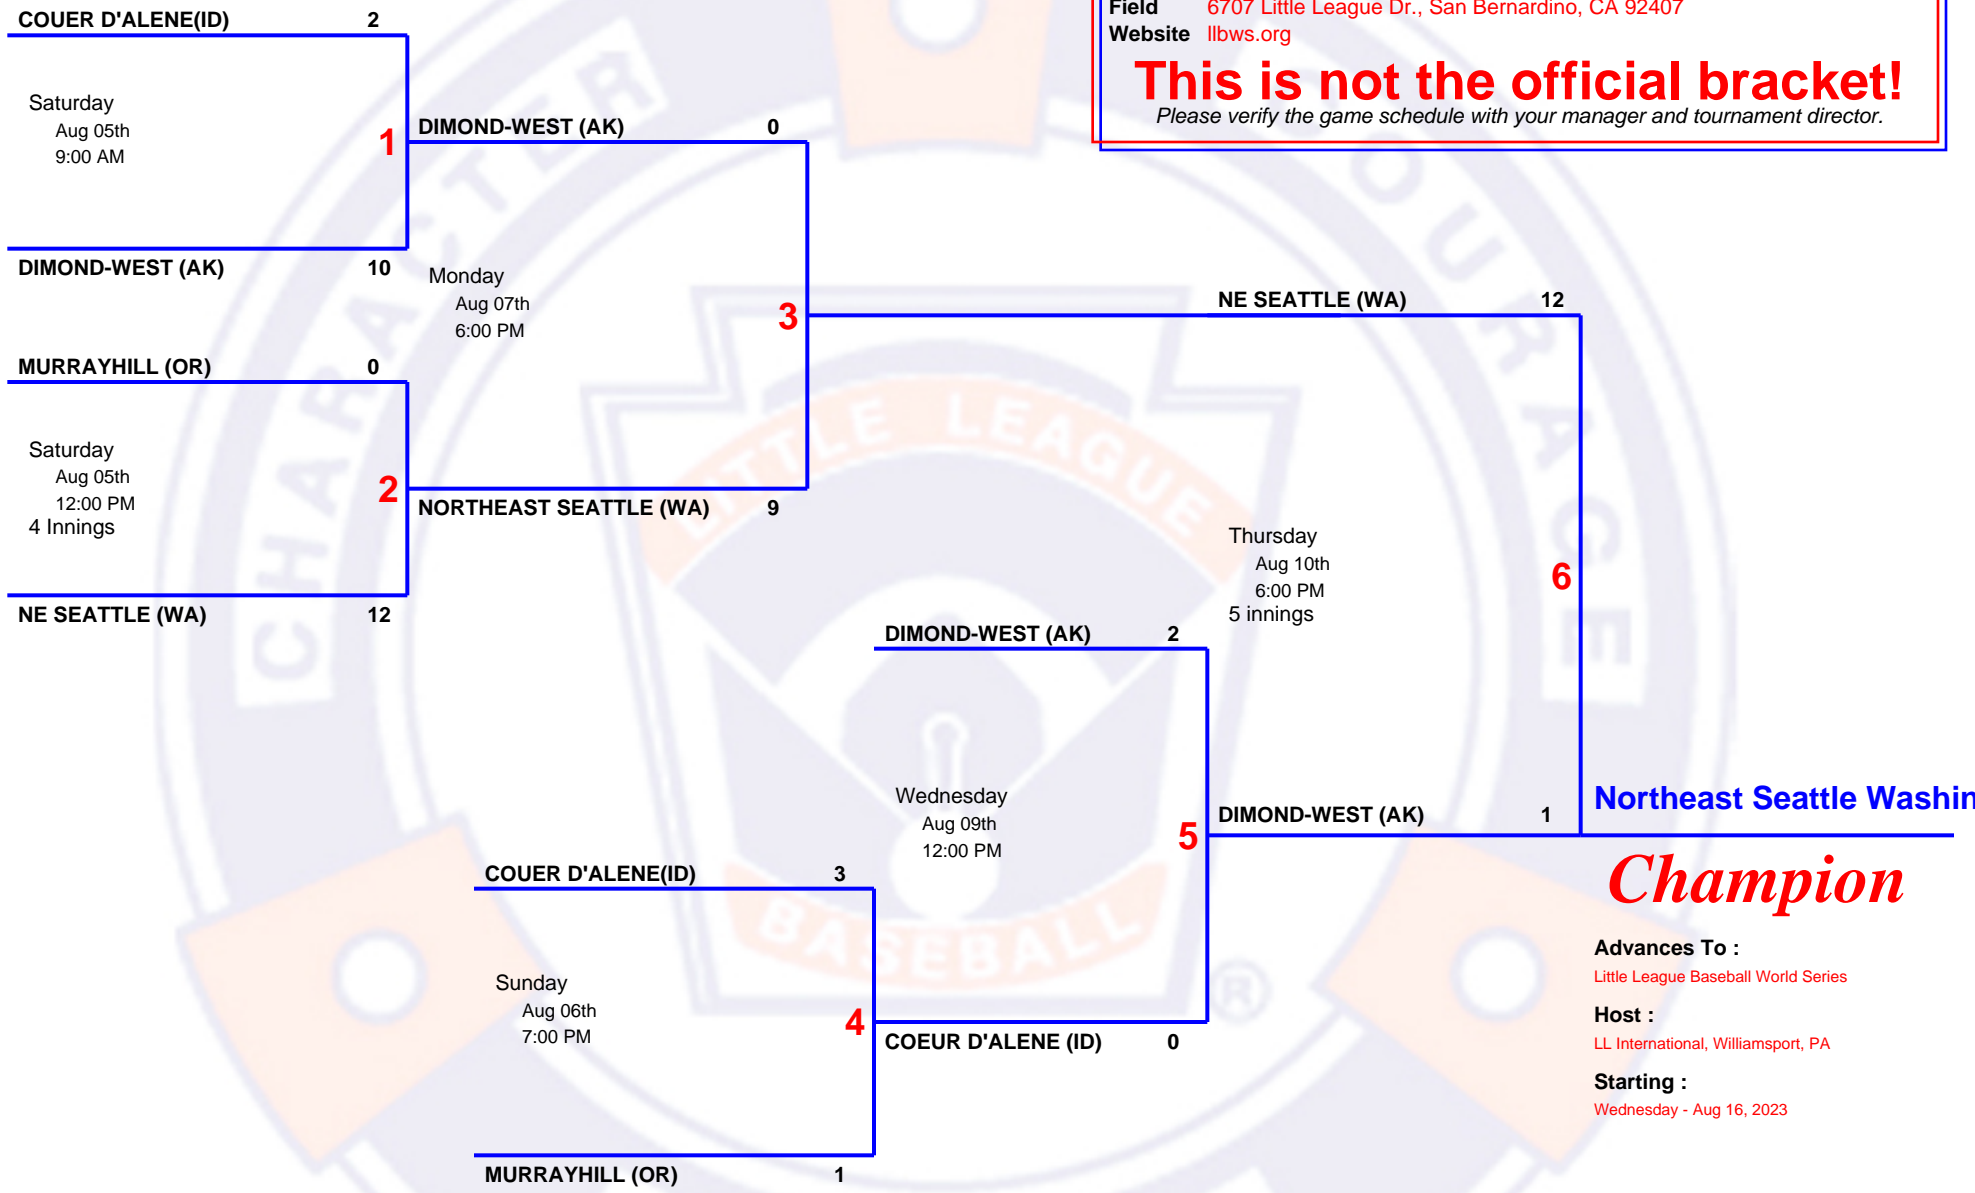 COUER D'ALENE(ID) 2
Field 6707 Little League Dr., San Bernardino, CA 92407
Website llbws.org
This is not the official bracket!
Please verify the game schedule with your manager and tournament director.
Saturday
Aug 05th
9:00 AM
1
DIMOND-WEST (AK) 0
DIMOND-WEST (AK) 10
Monday
Aug 07th
6:00 PM
3
NE SEATTLE (WA) 12
MURRAYHILL (OR) 0
Saturday
Aug 05th
12:00 PM
4 Innings
2
NORTHEAST SEATTLE (WA) 9
NE SEATTLE (WA) 12
Thursday
Aug 10th
6:00 PM
5 innings
6
DIMOND-WEST (AK) 2
Wednesday
Aug 09th
12:00 PM
5
DIMOND-WEST (AK) 1
Northeast Seattle Washin
Champion
COUER D'ALENE(ID) 3
Sunday
Aug 06th
7:00 PM
4
COEUR D'ALENE (ID) 0
MURRAYHILL (OR) 1
Advances To :
Little League Baseball World Series
Host :
LL International, Williamsport, PA
Starting :
Wednesday - Aug 16, 2023
CHARACTER
COURAGE
LITTLE LEAGUE
BASEBALL
®